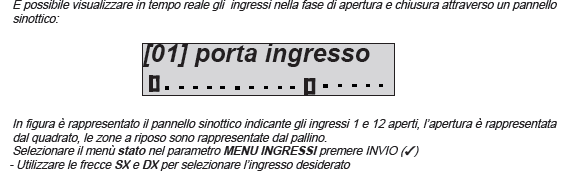 E possibile visualizzare in tempo reale gli ingressi nella fase di apertura e chiusura attraverso un pannello
sinottico:
[01] porta ingresso
In figura è rappresentato il pannello sinottico indicante gli ingressi 1 e 12 aperti, l'apertura è rappresentata
dal quadrato, le zone a riposo sono rappresentate dal pallino.
Selezionare il menù stato nel parametro MENU INGRESSI premere INVIO (✓)
- Utilizzare le frecce SX e DX per selezionare l'ingresso desiderato